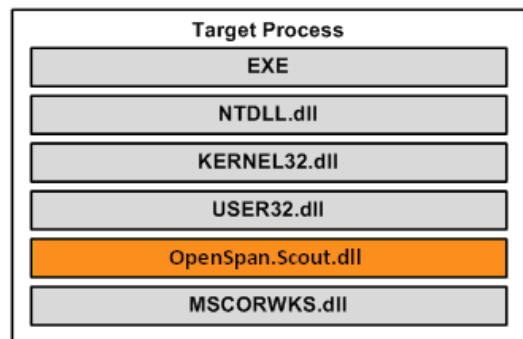 Target Process
EXE
NTDLL.dll
KERNEL32.dll
USER32.dll
OpenSpan.Scout.dll
MSCORWKS.dll